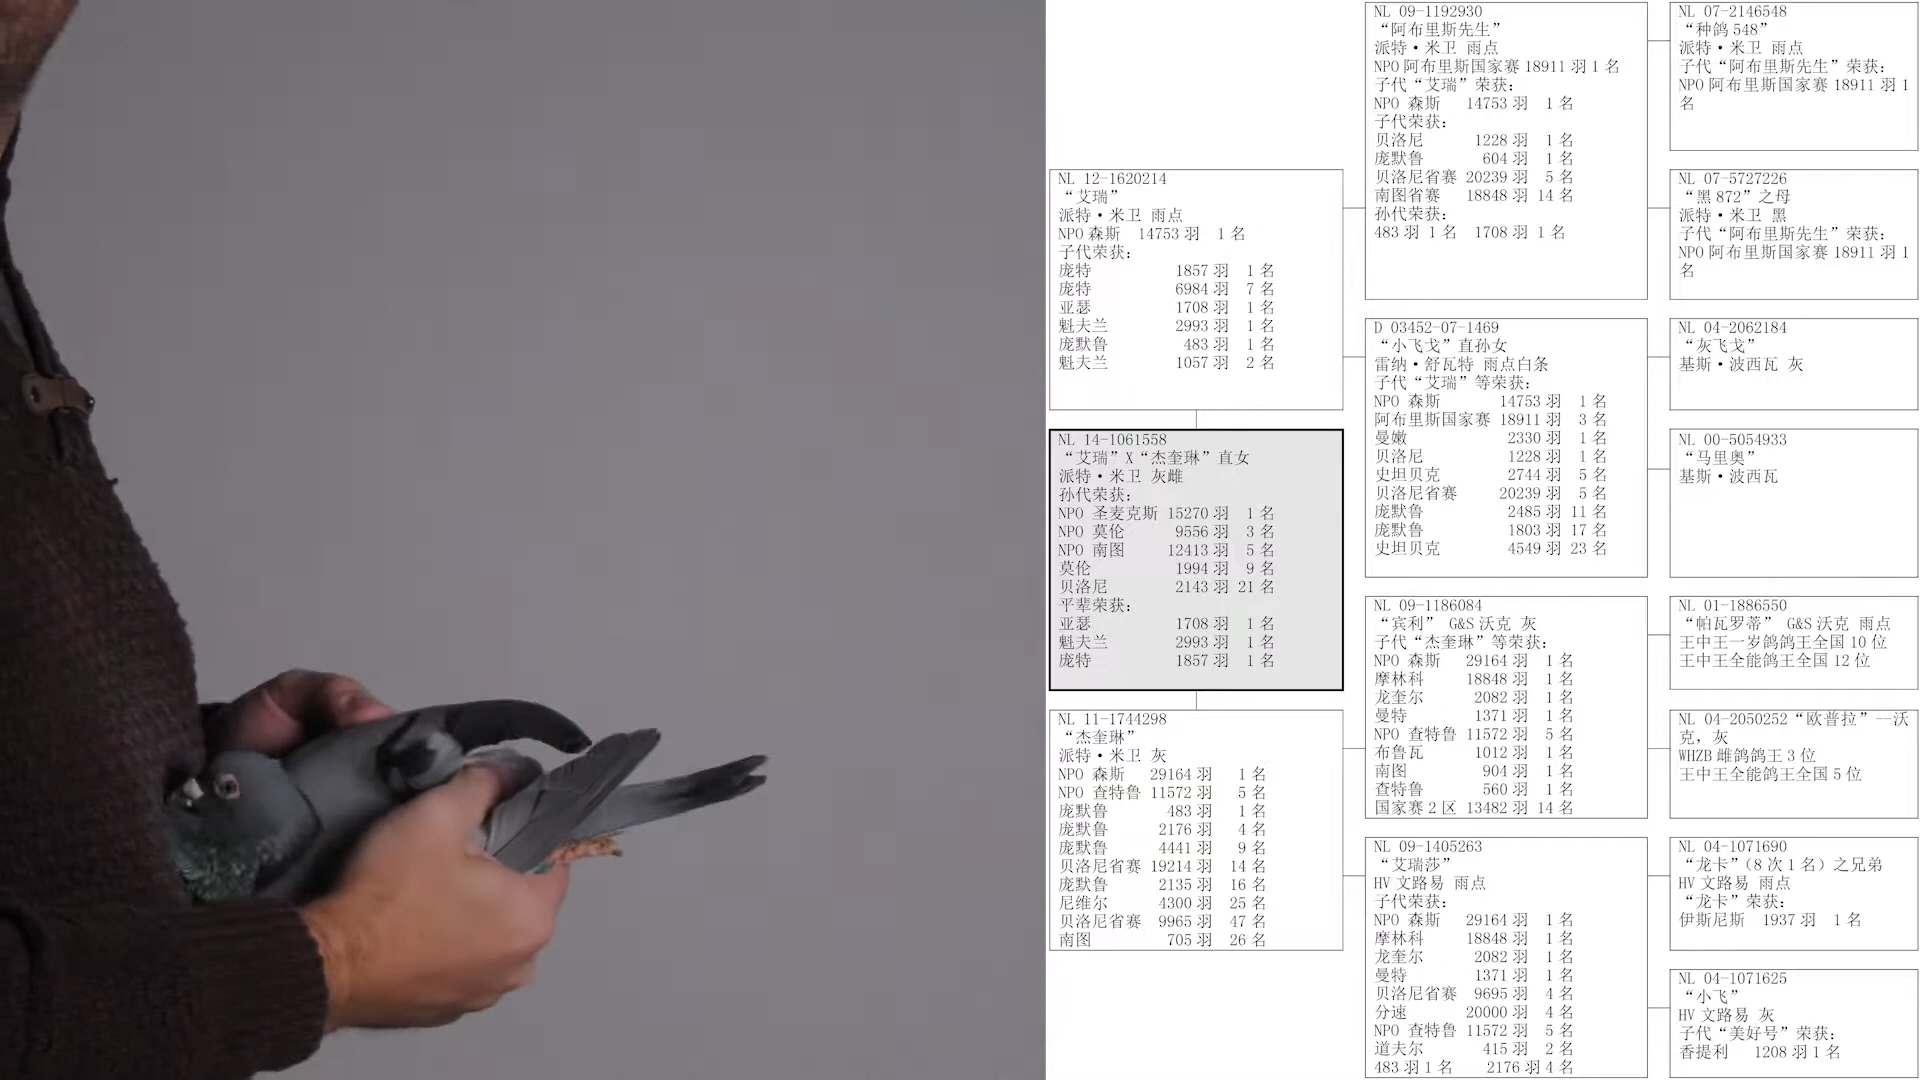 NL 12-1620214
“艾瑞”
派特·米卫 雨点
NPO 森斯 14753 羽 1 名
子代荣获：
庞特 1857 羽 1 名
庞特 6984 羽 7 名
亚瑟 1708 羽 1 名
魁夫兰 2993 羽 1 名
庞默鲁 483 羽 1 名
魁夫兰 1057 羽 2 名
NL 14-1061558
“艾瑞”X“杰奎琳”直女
派特·米卫 灰雌
孙代荣获：
NPO 圣麦克斯 15270 羽 1 名
NPO 莫伦 9556 羽 3 名
NPO 南图 12413 羽 5 名
莫伦 1994 羽 9 名
贝洛尼 2143 羽 21 名
平辈荣获：
亚瑟 1708 羽 1 名
魁夫兰 2993 羽 1 名
庞特 1857 羽 1 名
NL 11-1744298
“杰奎琳”
派特·米卫 灰
NPO 森斯 29164 羽 1 名
NPO 查特鲁 11572 羽 5 名
庞默鲁 483 羽 1 名
庞默鲁 2176 羽 4 名
庞默鲁 4441 羽 9 名
贝洛尼省赛 19214 羽 14 名
庞默鲁 2135 羽 16 名
尼维尔 4300 羽 25 名
贝洛尼省赛 9965 羽 47 名
南图 705 羽 26 名
NL 09-1192930
“阿布里斯先生”
派特·米卫 雨点
NPO 阿布里斯国家赛 18911 羽 1 名
子代“艾瑞”荣获：
NPO 森斯 14753 羽 1 名
子代荣获：
贝洛尼 1228 羽 1 名
庞默鲁 604 羽 1 名
贝洛尼省赛 20239 羽 5 名
南图省赛 18848 羽 14 名
孙代荣获：
483 羽 1 名 1708 羽 1 名
D 03452-07-1469
“小飞戈”直孙女
雷纳·舒瓦特 雨点白条
子代“艾瑞”等荣获：
NPO 森斯 14753 羽 1 名
阿布里斯国家赛 18911 羽 3 名
曼嫩 2330 羽 1 名
贝洛尼 1228 羽 1 名
史坦贝克 2744 羽 5 名
贝洛尼省赛 20239 羽 5 名
庞默鲁 2485 羽 11 名
庞默鲁 1803 羽 17 名
史坦贝克 4549 羽 23 名
NL 09-1186084
“宾利” G&S 沃克 灰
子代“杰奎琳”等荣获：
NPO 森斯 29164 羽 1 名
摩林科 18848 羽 1 名
龙奎尔 2082 羽 1 名
曼特 1371 羽 1 名
NPO 查特鲁 11572 羽 5 名
布鲁瓦 1012 羽 1 名
南图 904 羽 1 名
查特鲁 560 羽 1 名
国家赛 2 区 13482 羽 14 名
NL 09-1405263
“艾瑞莎”
HV 文路易 雨点
子代荣获：
NPO 森斯 29164 羽 1 名
摩林科 18848 羽 1 名
龙奎尔 2082 羽 1 名
曼特 1371 羽 1 名
贝洛尼省赛 9695 羽 4 名
分速 20000 羽 4 名
NPO 查特鲁 11572 羽 5 名
道夫尔 415 羽 2 名
483 羽 1 名 2176 羽 4 名
NL 07-2146548
“种鸽 548”
派特·米卫 雨点
子代“阿布里斯先生”荣获：
NPO 阿布里斯国家赛 18911 羽 1
名
NL 07-5727226
“黑 872”之母
派特·米卫 黑
子代“阿布里斯先生”荣获：
NPO 阿布里斯国家赛 18911 羽 1
名
NL 04-2062184
“灰飞戈”
基斯·波西瓦 灰
NL 00-5054933
“马里奥”
基斯·波西瓦
NL 01-1886550
“帕瓦罗蒂” G&S 沃克 雨点
王中王一岁鸽鸽王全国 10 位
王中王全能鸽王全国 12 位
NL 04-2050252“欧普拉”--沃
克，灰
WHZB 雌鸽鸽王 3 位
王中王全能鸽王全国 5 位
NL 04-1071690
“龙卡”（8 次 1 名）之兄弟
HV 文路易 雨点
“龙卡”荣获：
伊斯尼斯 1937 羽 1 名
NL 04-1071625
“小飞”
HV 文路易 灰
子代“美好号”荣获：
香提利 1208 羽 1 名